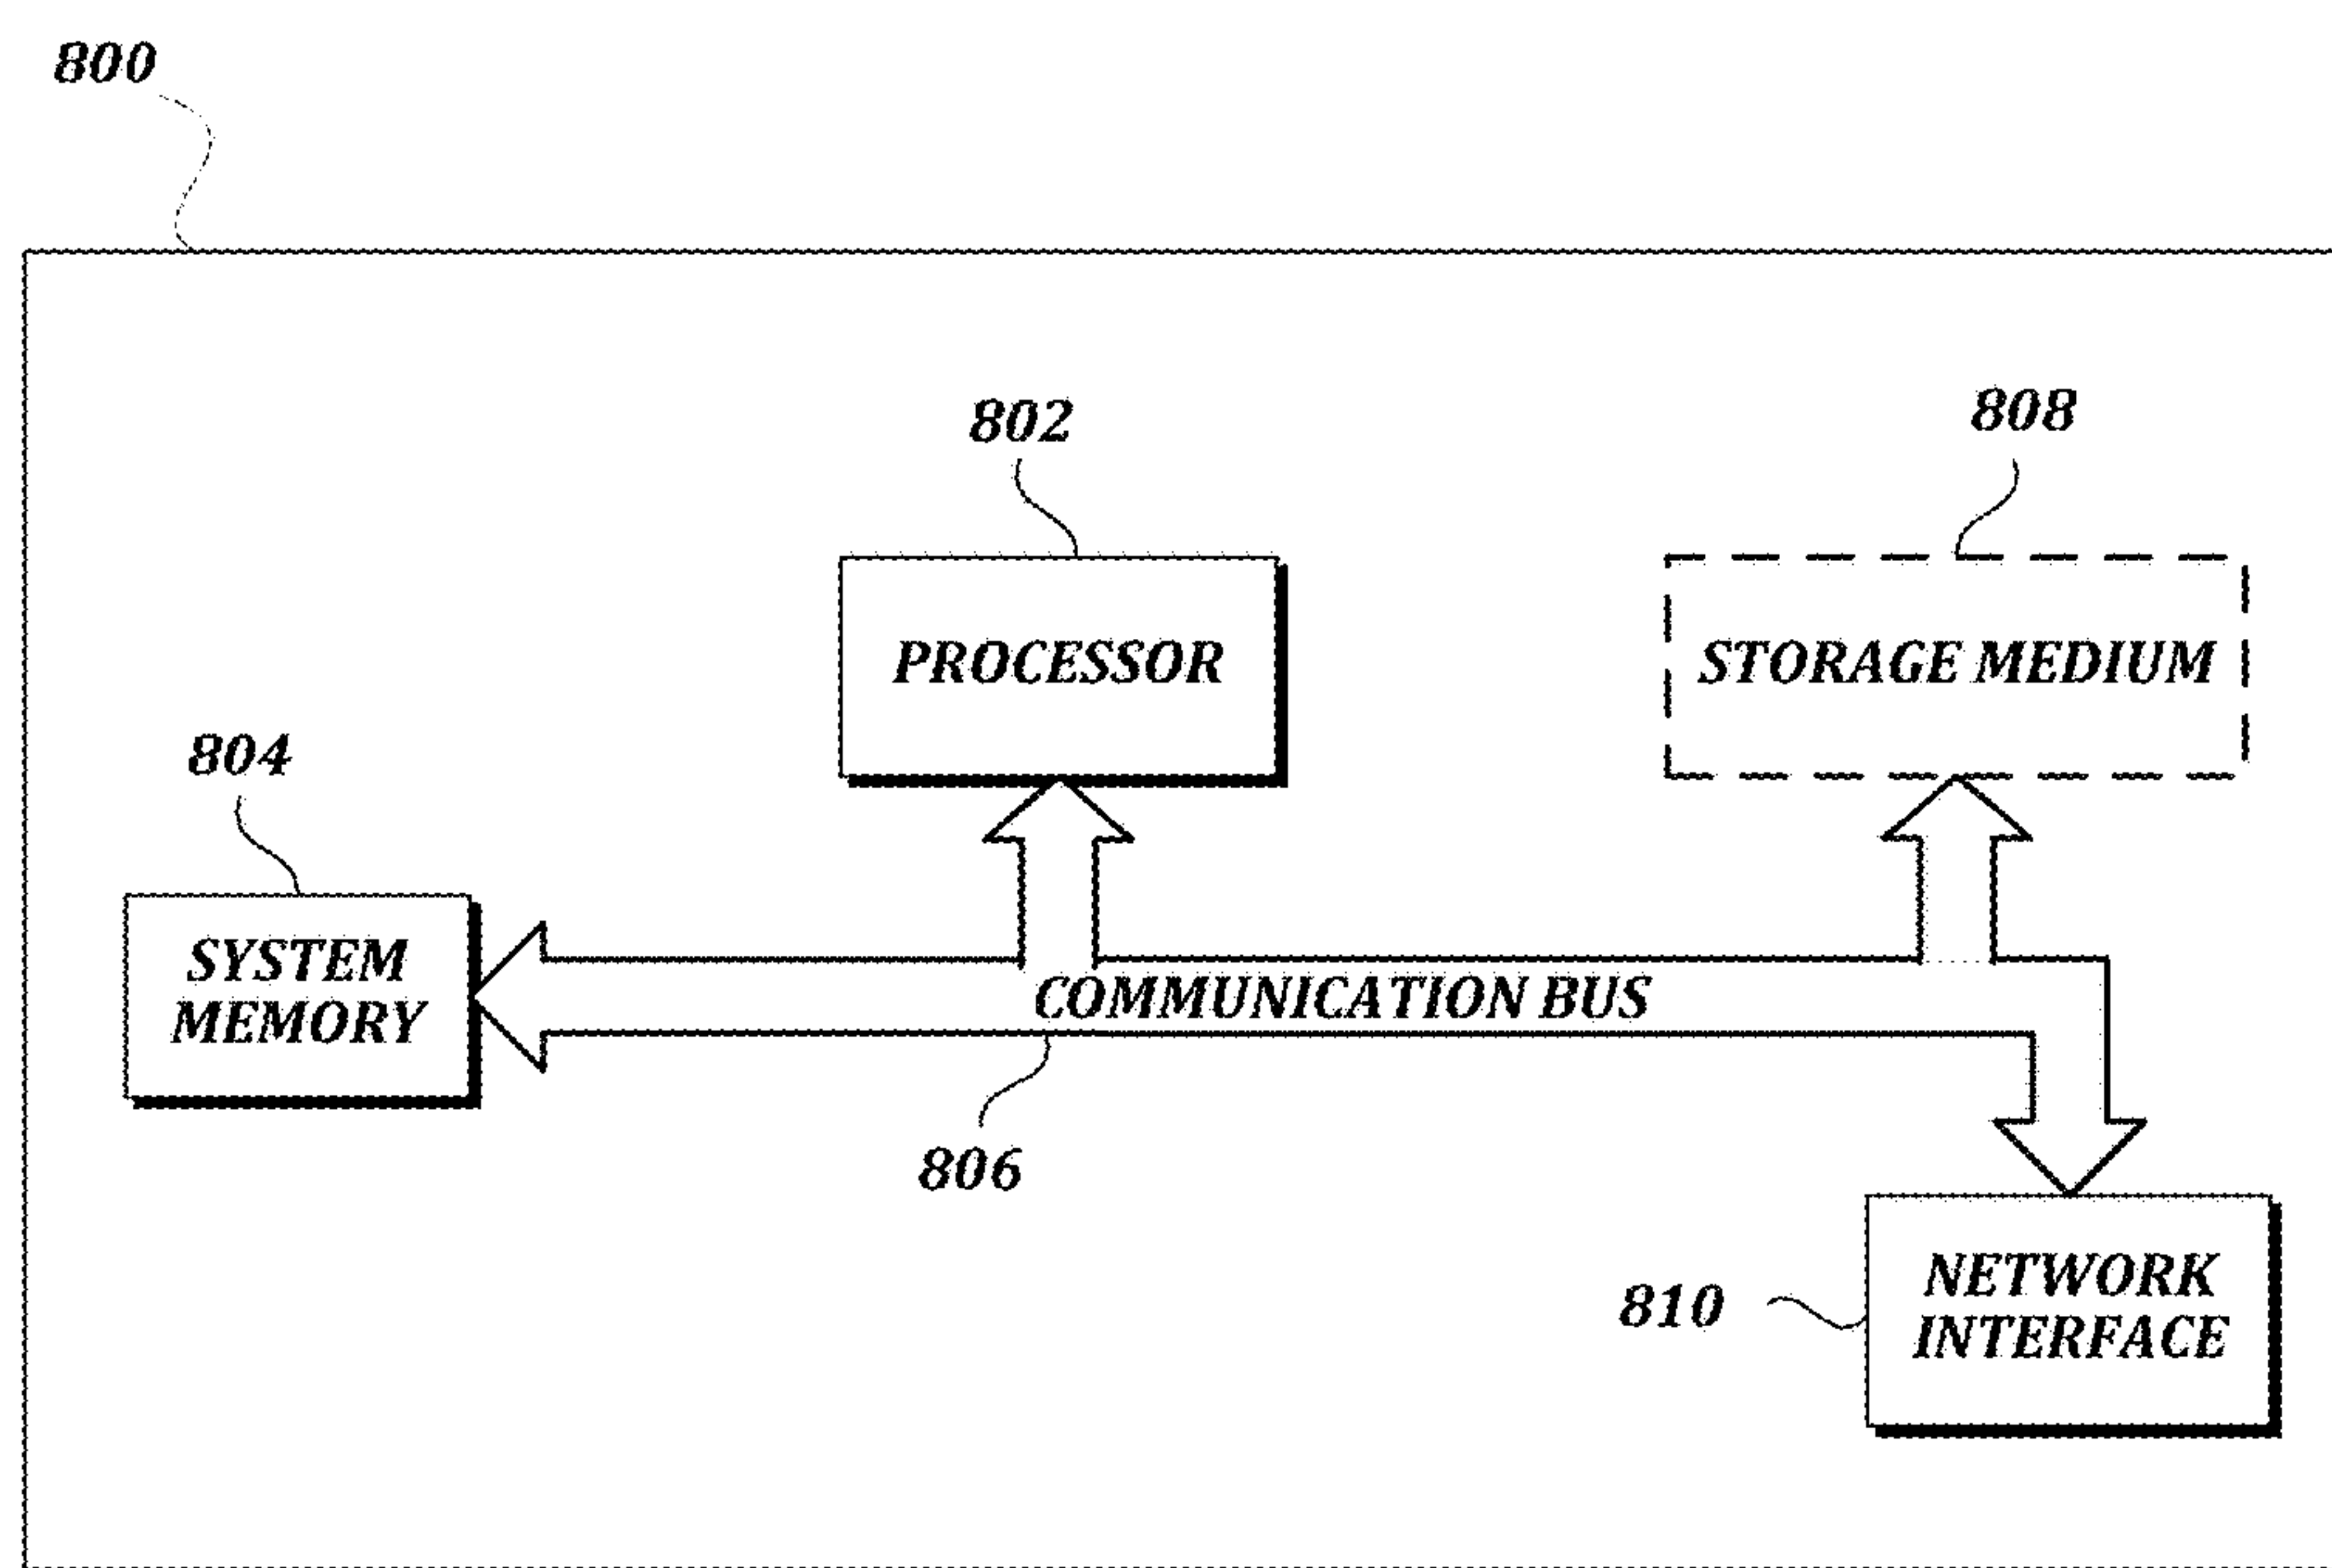 800
802
808
PROCESSOR
STORAGE MEDIUM
804
SYSTEM
MEMORY
COMMUNICATION BUS
806
810
NETWORK
INTERFACE